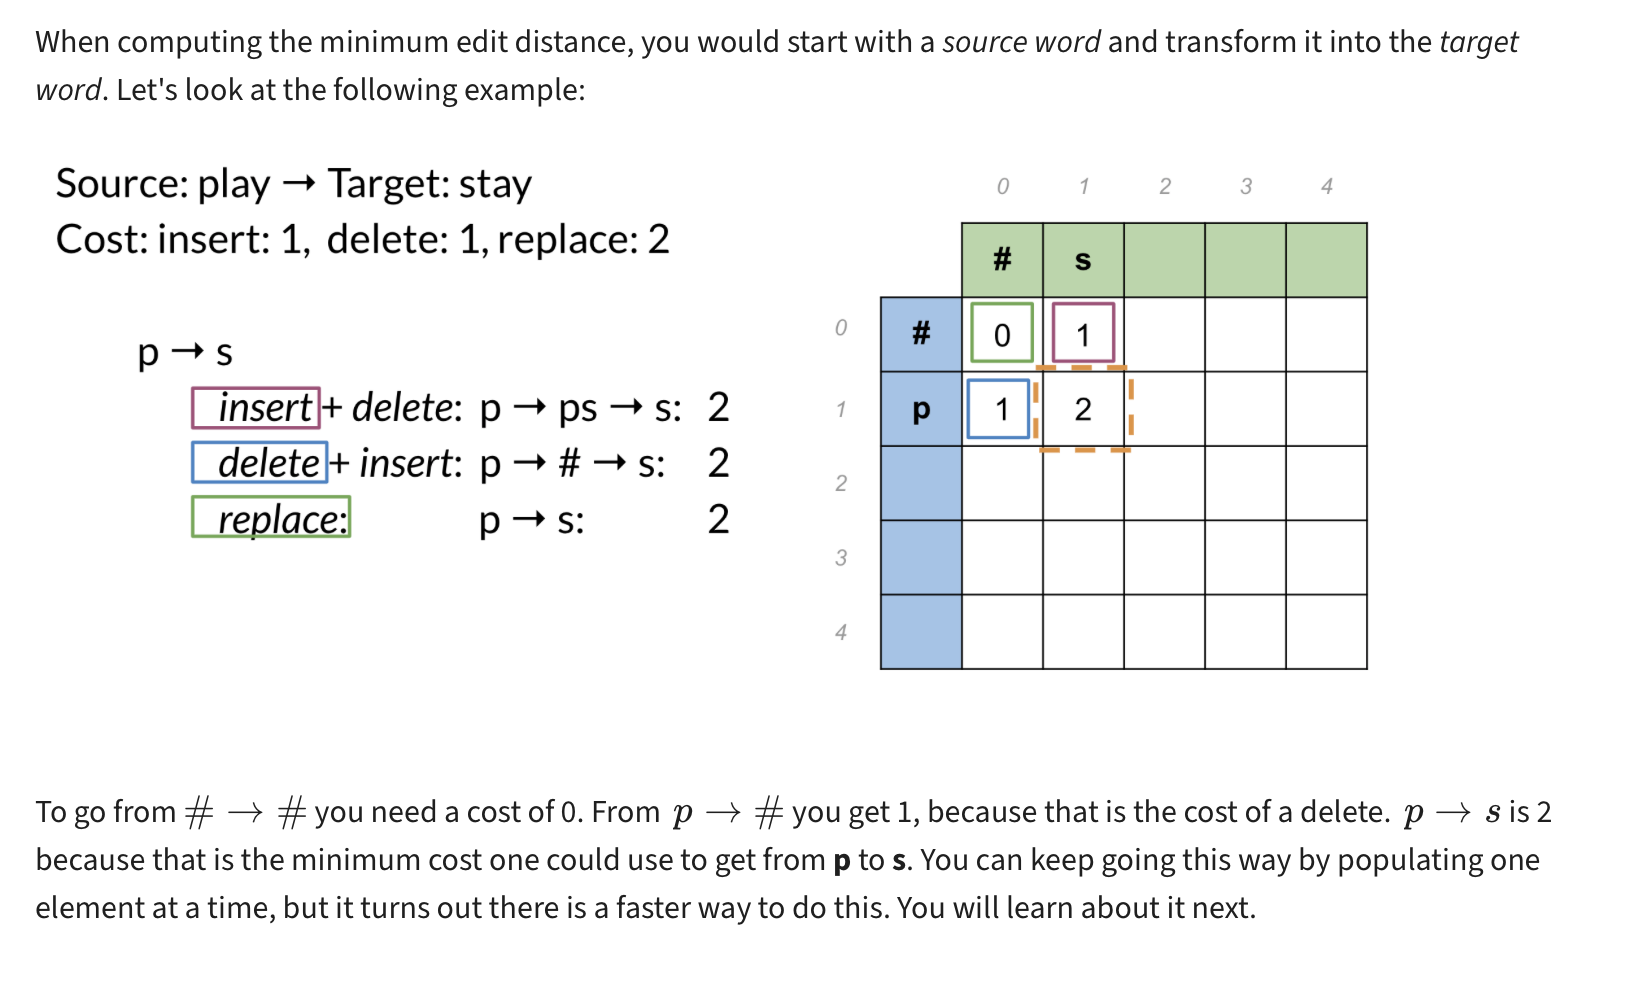 When computing the minimum edit distance, you would start with a source word and transform it into the target
word. Let's look at the following example:
Source: play → Target: stay
Cost: insert: 1, delete: 1, replace: 2
p → s
insert + delete: p → ps → s: 2
delete + insert: p → # → s: 2
replace: p → s: 2
0 1 2 3 4
# s
0 # 0 1
1 p 1 2
2
3
4
To go from # → # you need a cost of 0. From p → # you get 1, because that is the cost of a delete. p → s is 2
because that is the minimum cost one could use to get from p to s. You can keep going this way by populating one
element at a time, but it turns out there is a faster way to do this. You will learn about it next.